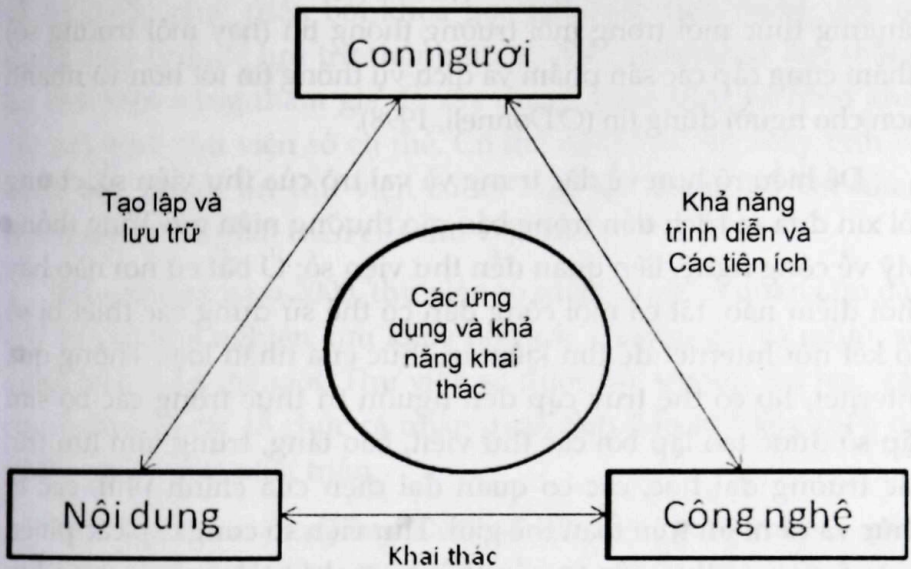 Con người
Tạo lập và
lưu trữ
Khả năng
trình diễn và
Các tiện ích
Các ứng
dụng và khả
năng khai
thác
Nội dung
Công nghệ
Khai thác